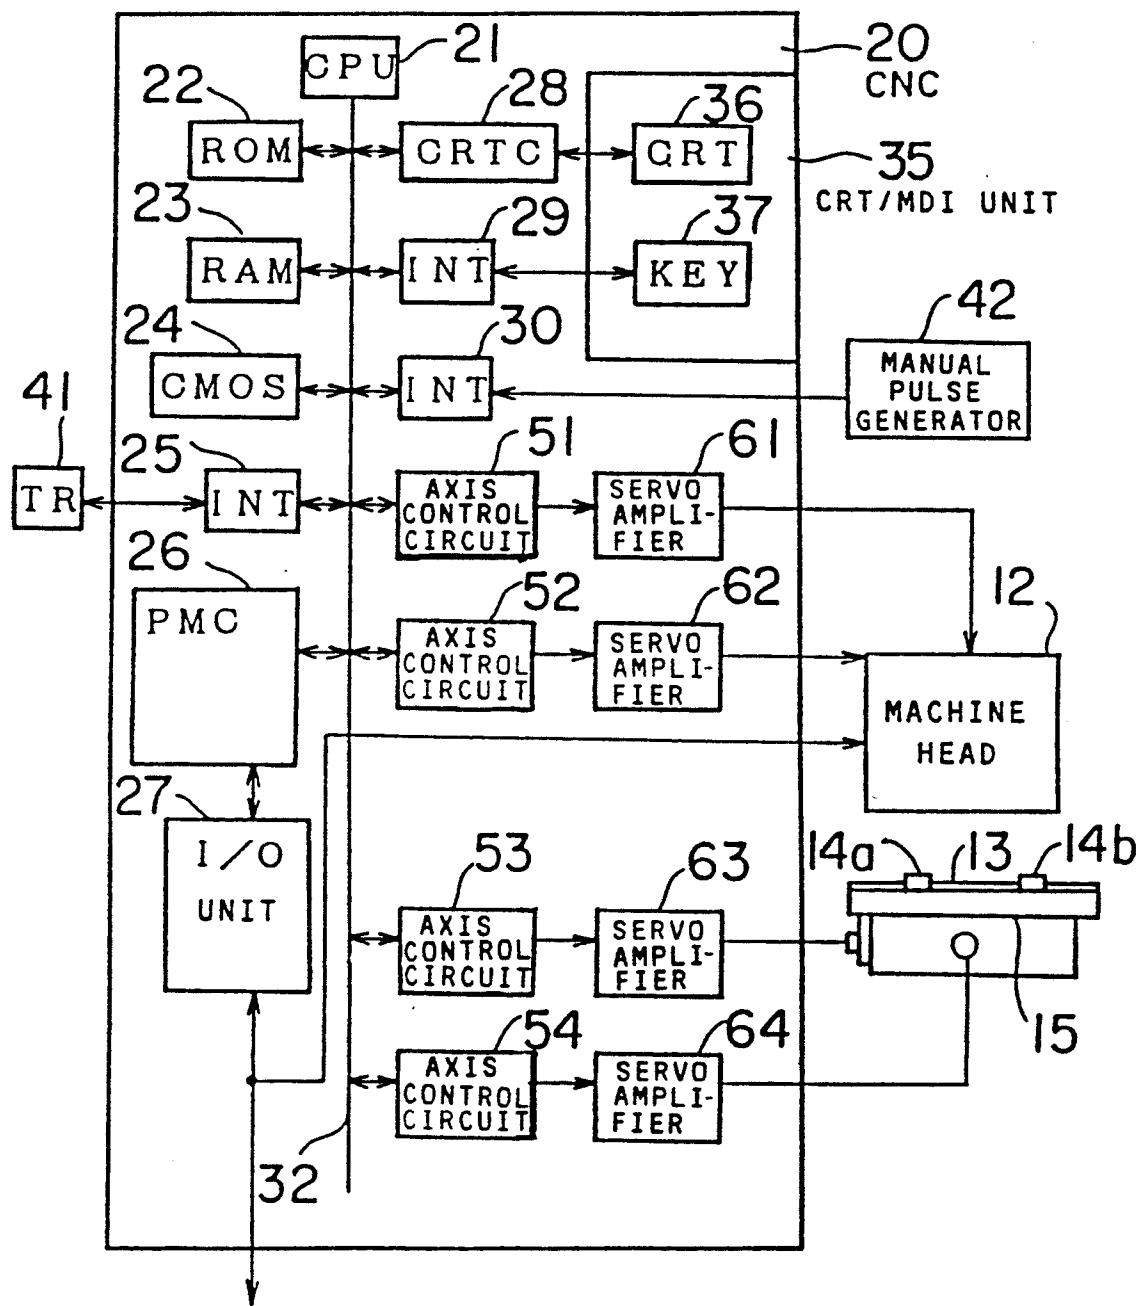 20
CNC
21
CPU
22
ROM
28
CRTC
36
CRT
35
CRT/MDI UNIT
23
RAM
29
INT
37
KEY
24
CMOS
30
INT
42
MANUAL
PULSE
GENERATOR
41
TR
25
INT
51
AXIS
CONTROL
CIRCUIT
61
SERVO
AMPLI-
FIER
26
PMC
52
AXIS
CONTROL
CIRCUIT
62
SERVO
AMPLI-
FIER
12
MACHINE
HEAD
27
I/O
UNIT
53
AXIS
CONTROL
CIRCUIT
63
SERVO
AMPLI-
FIER
14a
13
14b
15
54
AXIS
CONTROL
CIRCUIT
64
SERVO
AMPLI-
FIER
32